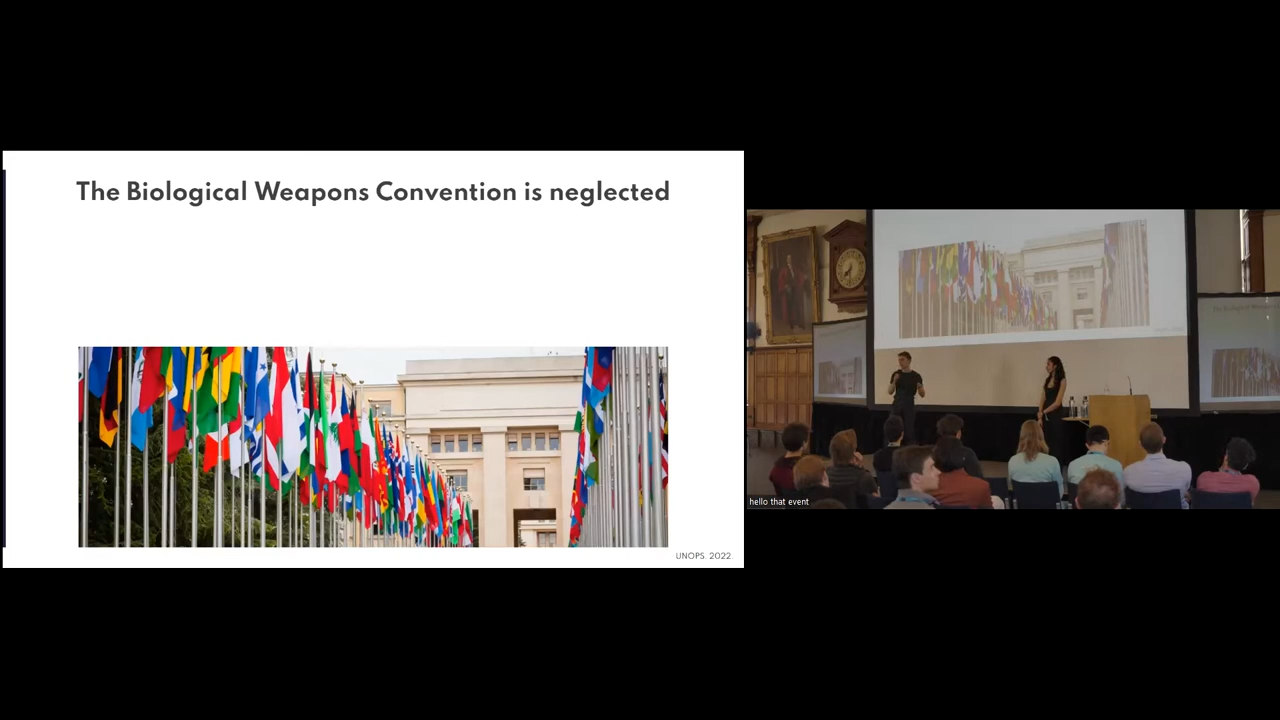 The Biological Weapons Convention is neglected
UNOPS. 2022.
hello that event